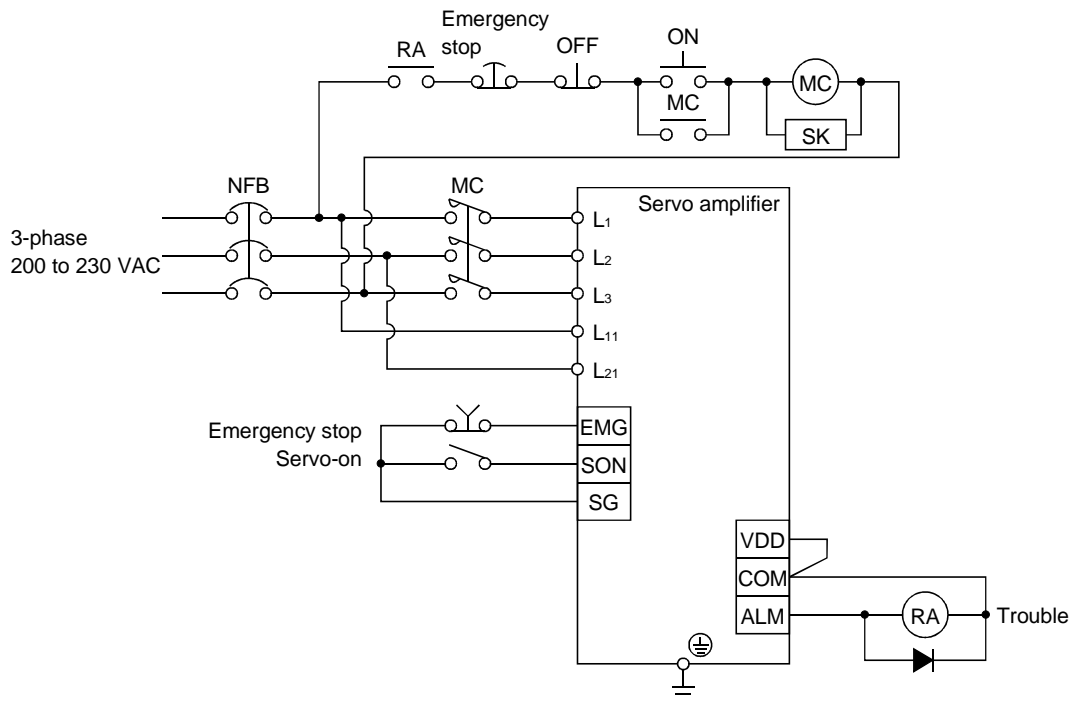 Emergency
stop
RA
OFF
ON
MC
MC
SK
NFB
MC
Servo amplifier
3-phase
200 to 230 VAC
L1
L2
L3
L11
L21
Emergency stop
Servo-on
EMG
SON
SG
VDD
COM
ALM
RA
Trouble